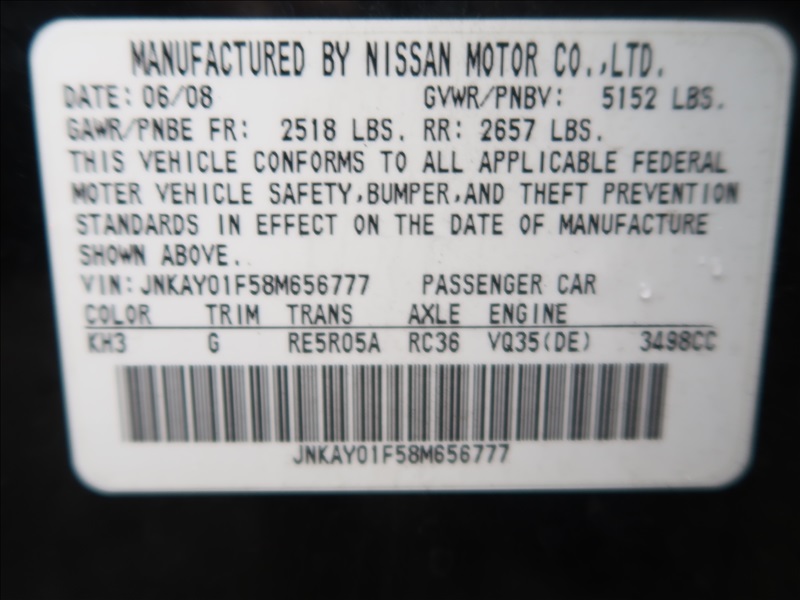 MANUFACTURED BY NISSAN MOTOR CO.,LTD.
DATE: 06/08 GVWR/PNBV: 5152 LBS.
GAWR/PNBE FR: 2518 LBS. RR: 2657 LBS.
THIS VEHICLE CONFORMS TO ALL APPLICABLE FEDERAL
MOTER VEHICLE SAFETY,BUMPER,AND THEFT PREVENTION
STANDARDS IN EFFECT ON THE DATE OF MANUFACTURE
SHOWN ABOVE.
VIN: JNKAY01F58M656777 PASSENGER CAR
COLOR TRIM TRANS AXLE ENGINE
KH3 G RE5R05A RC36 VQ35(DE) 3498CC
JNKAY01F58M656777